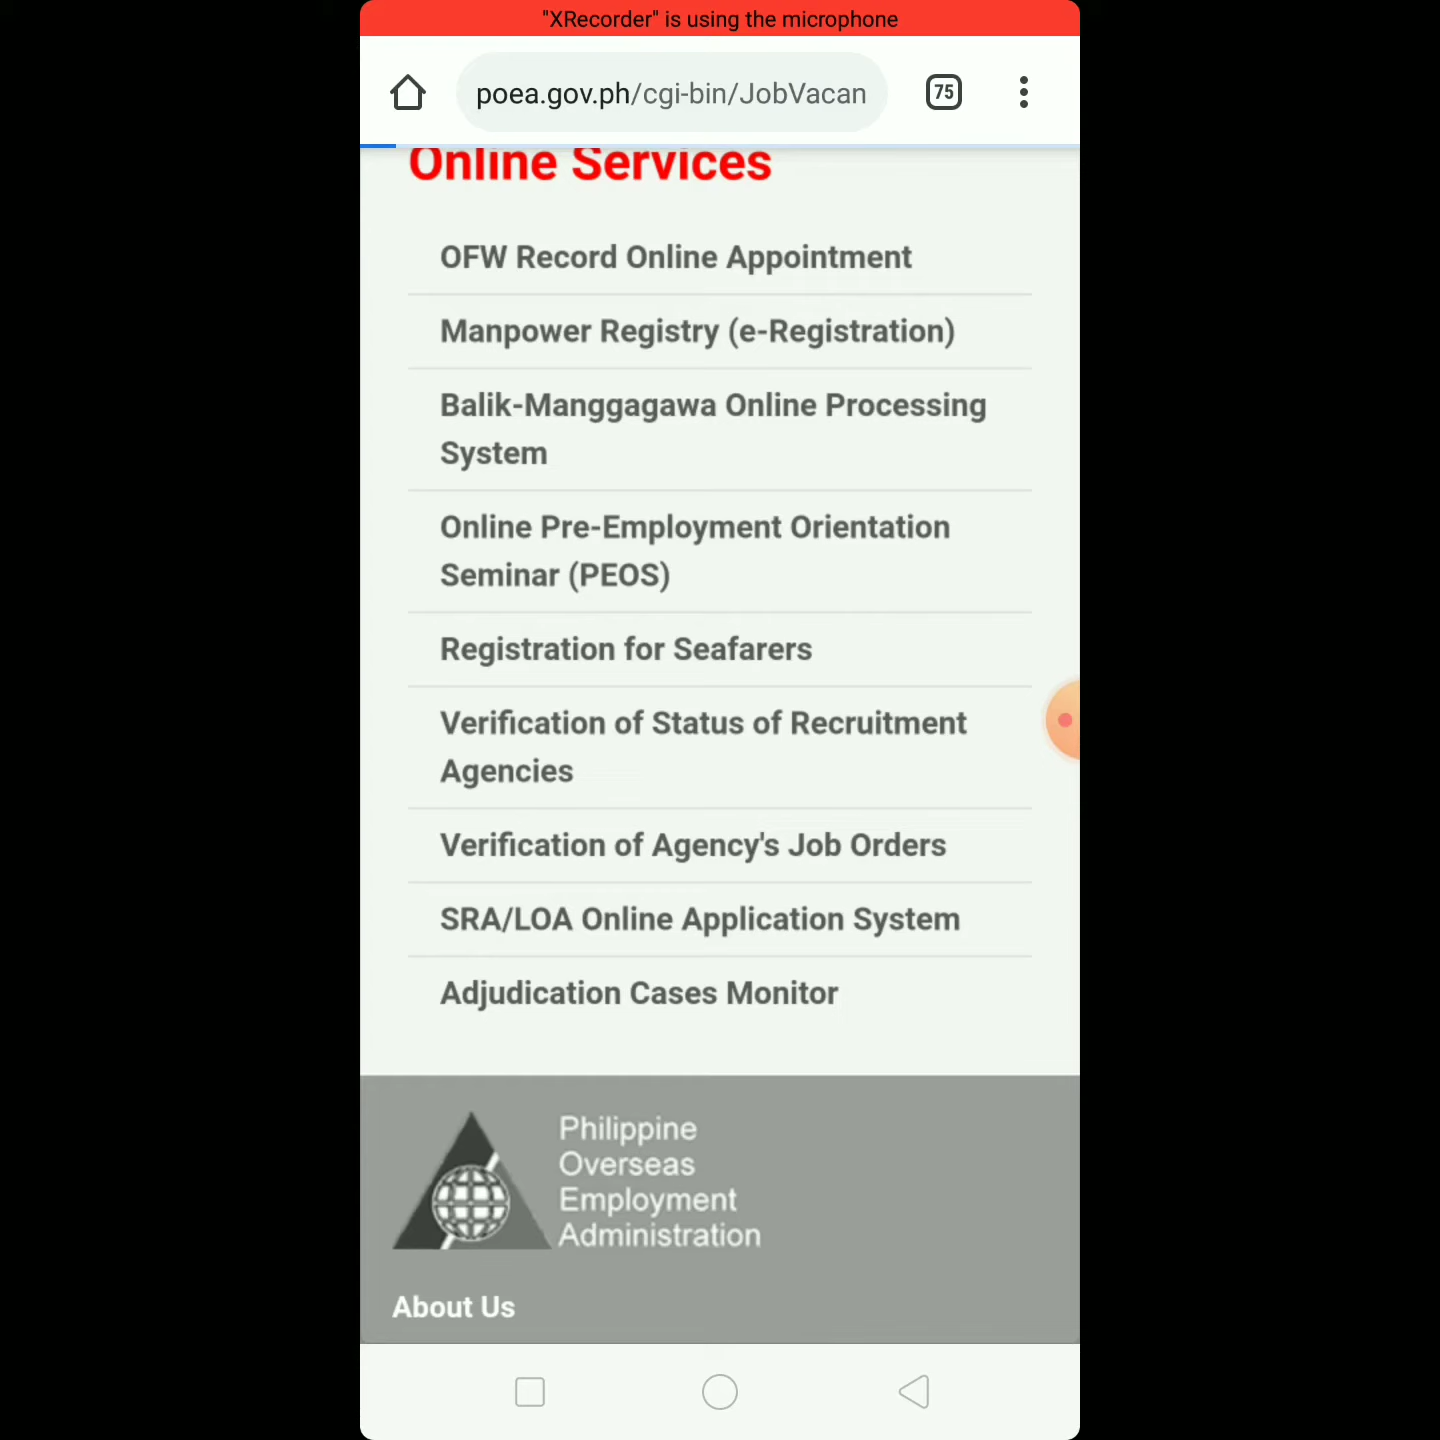 "XRecorder" is using the microphone
poea.gov.ph/cgi-bin/JobVacan
75
Online Services
OFW Record Online Appointment
Manpower Registry (e-Registration)
Balik-Manggagawa Online Processing
System
Online Pre-Employment Orientation
Seminar (PEOS)
Registration for Seafarers
Verification of Status of Recruitment
Agencies
Verification of Agency's Job Orders
SRA/LOA Online Application System
Adjudication Cases Monitor
Philippine
Overseas
Employment
Administration
About Us